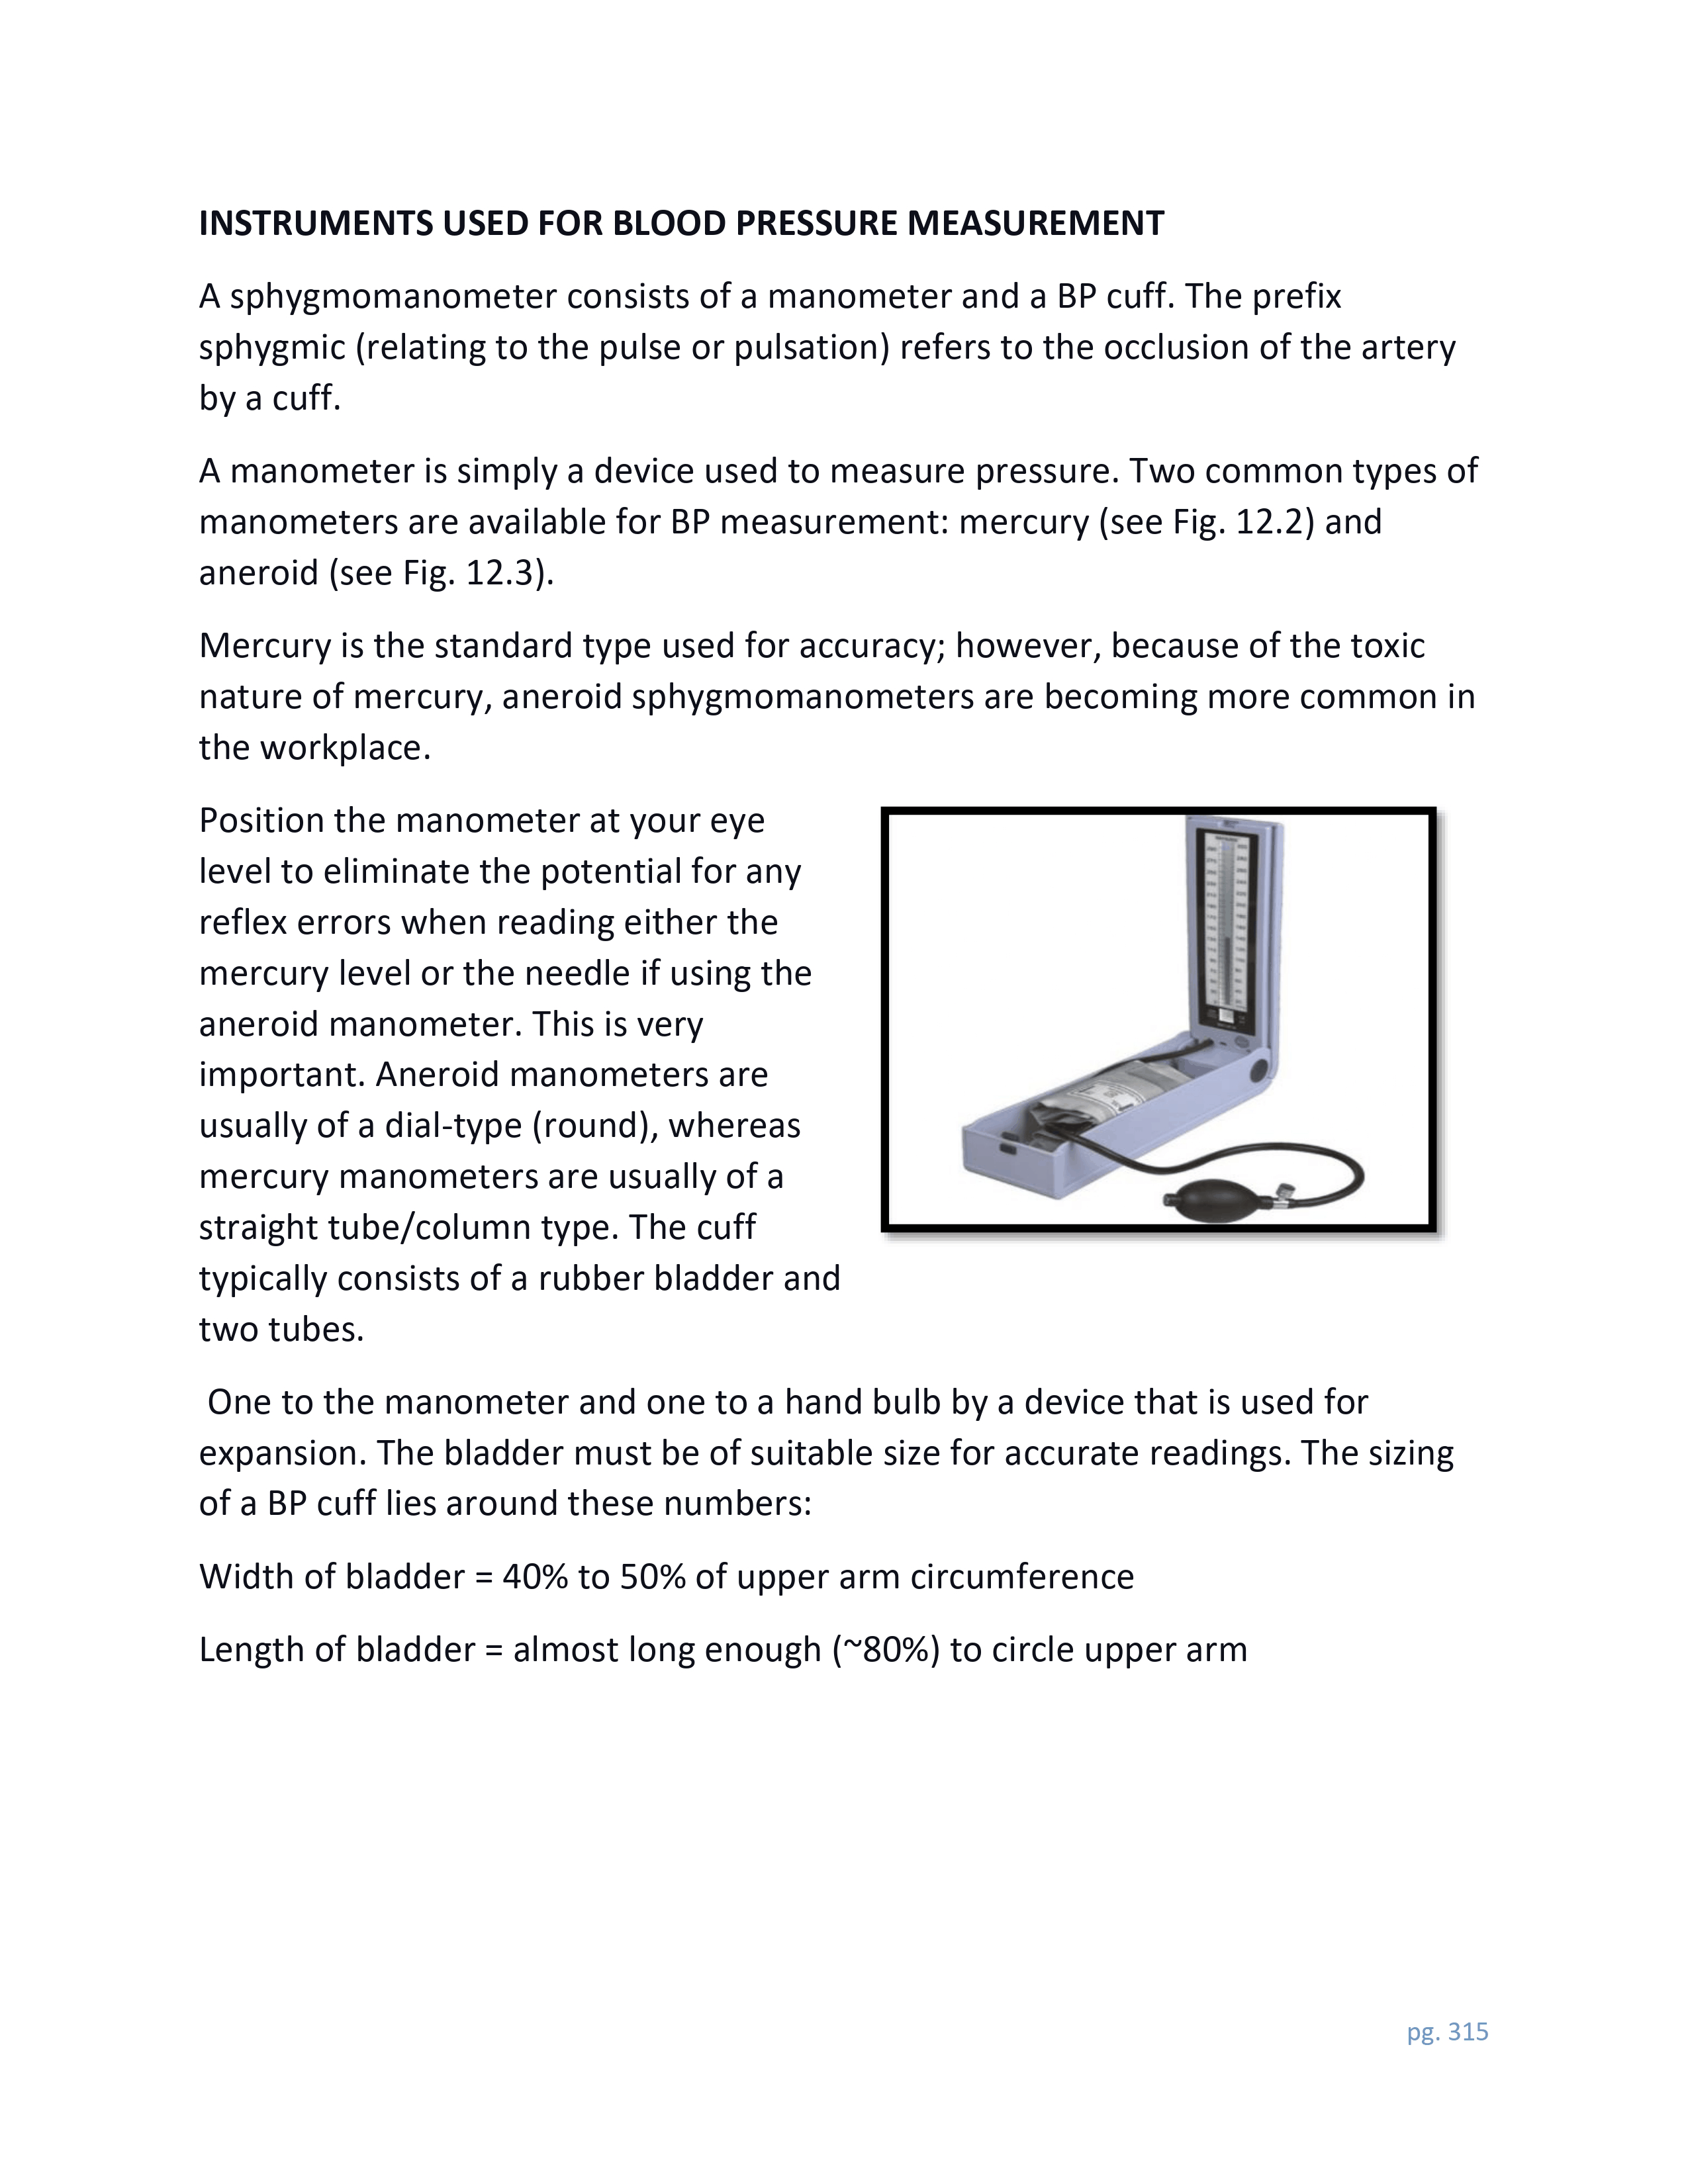 INSTRUMENTS USED FOR BLOOD PRESSURE MEASUREMENT
A sphygmomanometer consists of a manometer and a BP cuff. The prefix
sphygmic (relating to the pulse or pulsation) refers to the occlusion of the artery
by a cuff.
A manometer is simply a device used to measure pressure. Two common types of
manometers are available for BP measurement: mercury (see Fig. 12.2) and
aneroid (see Fig. 12.3).
Mercury is the standard type used for accuracy; however, because of the toxic
nature of mercury, aneroid sphygmomanometers are becoming more common in
the workplace.
Position the manometer at your eye
level to eliminate the potential for any
reflex errors when reading either the
mercury level or the needle if using the
aneroid manometer. This is very
important. Aneroid manometers are
usually of a dial-type (round), whereas
mercury manometers are usually of a
straight tube/column type. The cuff
typically consists of a rubber bladder and
two tubes.
One to the manometer and one to a hand bulb by a device that is used for
expansion. The bladder must be of suitable size for accurate readings. The sizing
of a BP cuff lies around these numbers:
Width of bladder = 40% to 50% of upper arm circumference
Length of bladder = almost long enough (~80%) to circle upper arm
pg. 315